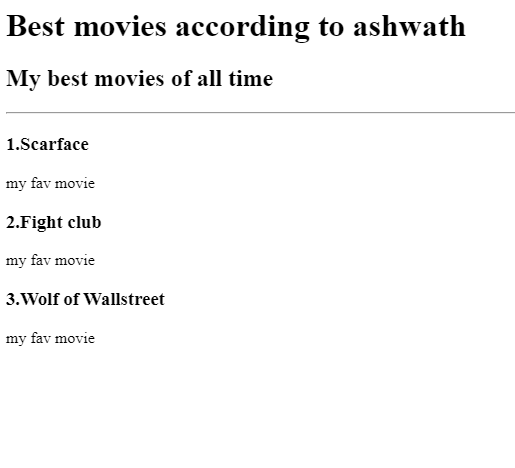 Best movies according to ashwath
My best movies of all time
1.Scarface
my fav movie
2.Fight club
my fav movie
3.Wolf of Wallstreet
my fav movie